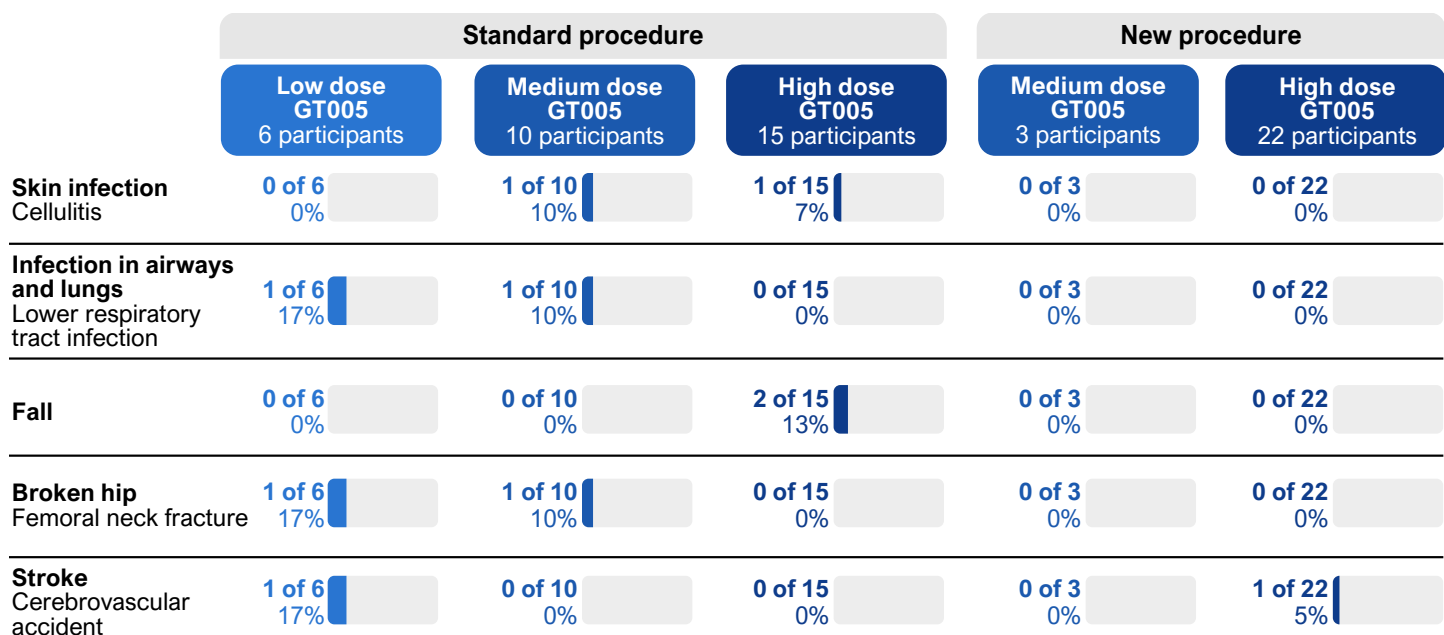 Standard procedure
New procedure
Low dose
GT005
6 participants
Medium dose
GT005
10 participants
High dose
GT005
15 participants
Medium dose
GT005
3 participants
High dose
GT005
22 participants
Skin infection
Cellulitis
0 of 6
0%
1 of 10
10%
1 of 15
7%
0 of 3
0%
0 of 22
0%
Infection in airways
and lungs
Lower respiratory
tract infection
1 of 6
17%
1 of 10
10%
0 of 15
0%
0 of 3
0%
0 of 22
0%
Fall
0 of 6
0%
0 of 10
0%
2 of 15
13%
0 of 3
0%
0 of 22
0%
Broken hip
Femoral neck fracture
1 of 6
17%
1 of 10
10%
0 of 15
0%
0 of 3
0%
0 of 22
0%
Stroke
Cerebrovascular
accident
1 of 6
17%
0 of 10
0%
0 of 15
0%
0 of 3
0%
1 of 22
5%